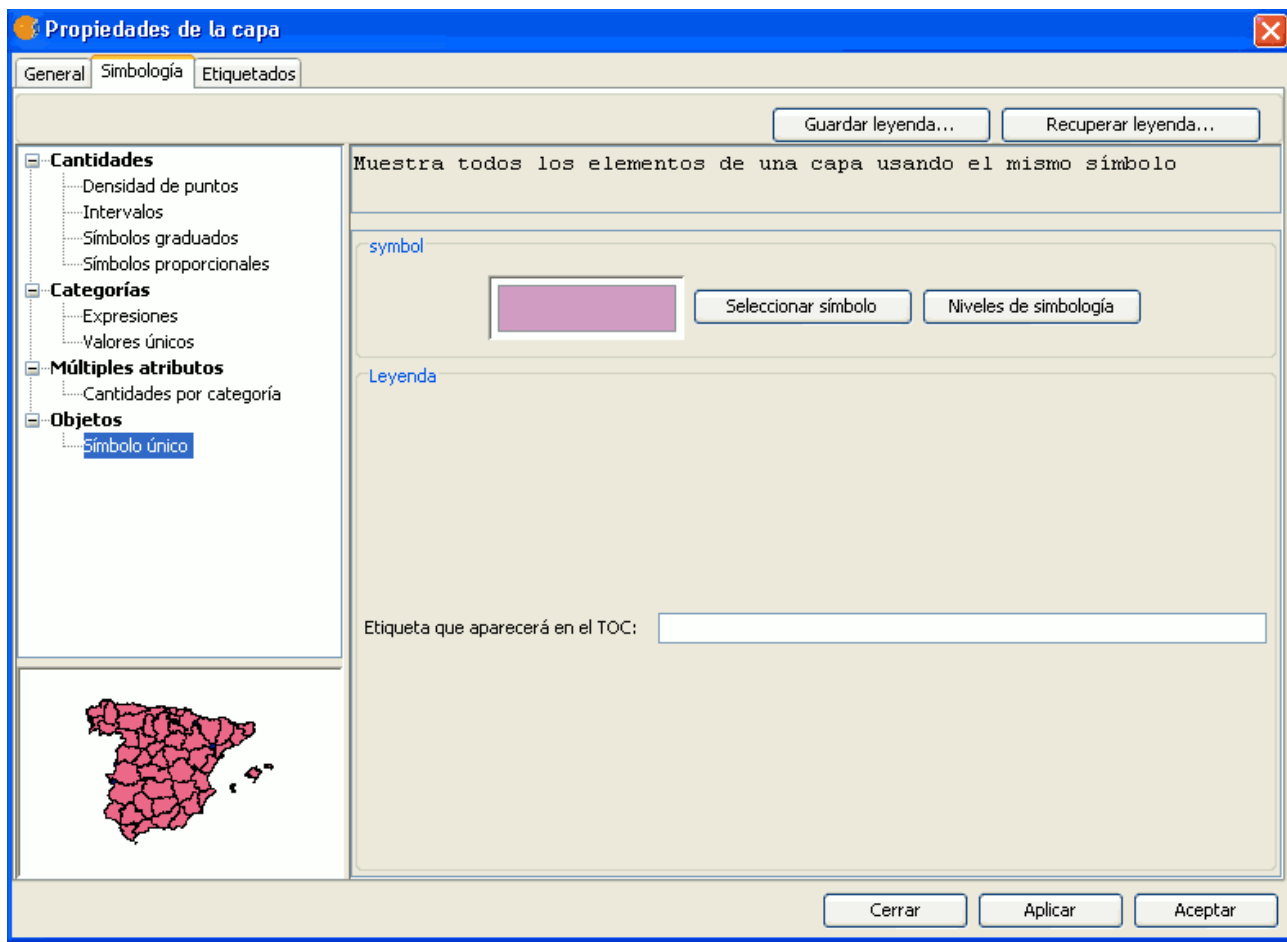 Propiedades de la capa
General Simbología Etiquetados
Guardar leyenda... Recuperar leyenda...
Cantidades
Densidad de puntos
Intervalos
Símbolos graduados
Símbolos proporcionales
Categorías
Expresiones
Valores únicos
Múltiples atributos
Cantidades por categoría
Objetos
Símbolo único
Muestra todos los elementos de una capa usando el mismo símbolo
symbol
Seleccionar símbolo Niveles de simbología
Leyenda
Etiqueta que aparecerá en el TOC:
Cerrar Aplicar Aceptar